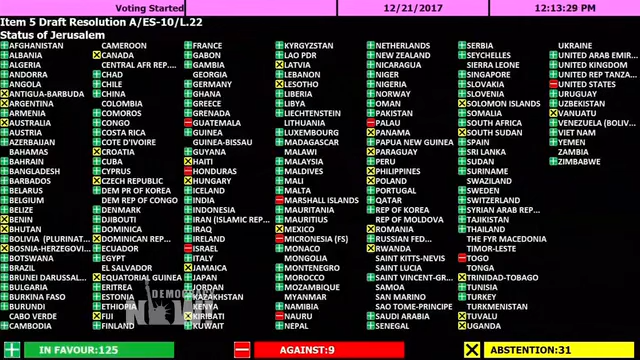 Voting Started
12/21/2017
12:13:29 PM
Item 5 Draft Resolution A/ES-10/L.22
Status of Jerusalem
AFGHANISTAN
ALBANIA
ALGERIA
ANDORRA
ANGOLA
ANTIGUA-BARBUDA
ARGENTINA
ARMENIA
AUSTRALIA
AUSTRIA
AZERBAIJAN
BAHAMAS
BAHRAIN
BANGLADESH
BARBADOS
BELARUS
BELGIUM
BELIZE
BENIN
BHUTAN
BOLIVIA (PLURINAT...
BOSNIA-HERZEGOVI...
BOTSWANA
BRAZIL
BRUNEI DARUSSAL...
BULGARIA
BURKINA FASO
BURUNDI
CABO VERDE
CAMBODIA
CAMEROON
CANADA
CENTRAL AFR REP...
CHAD
CHILE
CHINA
COLOMBIA
COMOROS
CONGO
COSTA RICA
COTE D'IVOIRE
CROATIA
CUBA
CYPRUS
CZECH REPUBLIC
DEM PR OF KOREA
DEM REP OF CONGO
DENMARK
DJIBOUTI
DOMINICA
DOMINICAN REP...
ECUADOR
EGYPT
EL SALVADOR
EQUATORIAL GUINEA
ERITREA
ESTONIA
ETHIOPIA
FIJI
FINLAND
FRANCE
GABON
GAMBIA
GEORGIA
GERMANY
GHANA
GREECE
GRENADA
GUATEMALA
GUINEA
GUINEA-BISSAU
GUYANA
HAITI
HONDURAS
HUNGARY
ICELAND
INDIA
INDONESIA
IRAN (ISLAMIC REP...
IRAQ
IRELAND
ISRAEL
ITALY
JAMAICA
JAPAN
JORDAN
KAZAKHSTAN
KENYA
KIRIBATI
KUWAIT
KYRGYZSTAN
LAO PDR
LATVIA
LEBANON
LESOTHO
LIBERIA
LIBYA
LIECHTENSTEIN
LITHUANIA
LUXEMBOURG
MADAGASCAR
MALAWI
MALAYSIA
MALDIVES
MALI
MALTA
MARSHALL ISLANDS
MAURITANIA
MAURITIUS
MEXICO
MICRONESIA (FS)
MONACO
MONGOLIA
MONTENEGRO
MOROCCO
MOZAMBIQUE
MYANMAR
NAMIBIA
NAURU
NEPAL
NETHERLANDS
NEW ZEALAND
NICARAGUA
NIGER
NIGERIA
NORWAY
OMAN
PAKISTAN
PALAU
PANAMA
PAPUA NEW GUINEA
PARAGUAY
PERU
PHILIPPINES
POLAND
PORTUGAL
QATAR
REP OF KOREA
REP OF MOLDOVA
ROMANIA
RUSSIAN FED...
RWANDA
SAINT KITTS-NEVIS
SAINT LUCIA
SAINT VINCENT-GR...
SAMOA
SAN MARINO
SAO TOME-PRINCIPE
SAUDI ARABIA
SENEGAL
SERBIA
SEYCHELLES
SIERRA LEONE
SINGAPORE
SLOVAKIA
SLOVENIA
SOLOMON ISLANDS
SOMALIA
SOUTH AFRICA
SOUTH SUDAN
SPAIN
SRI LANKA
SUDAN
SURINAME
SWAZILAND
SWEDEN
SWITZERLAND
SYRIAN ARAB REP...
TAJIKISTAN
THAILAND
THE FYR MACEDONIA
TIMOR-LESTE
TOGO
TONGA
TRINIDAD-TOBAGO
TUNISIA
TURKEY
TURKMENISTAN
TUVALU
UGANDA
UKRAINE
UNITED ARAB EMIR...
UNITED KINGDOM
UNITED REP TANZA...
UNITED STATES
URUGUAY
UZBEKISTAN
VANUATU
VENEZUELA (BOLIV...
VIET NAM
YEMEN
ZAMBIA
ZIMBABWE
IN FAVOUR:125
AGAINST:9
ABSTENTION:31